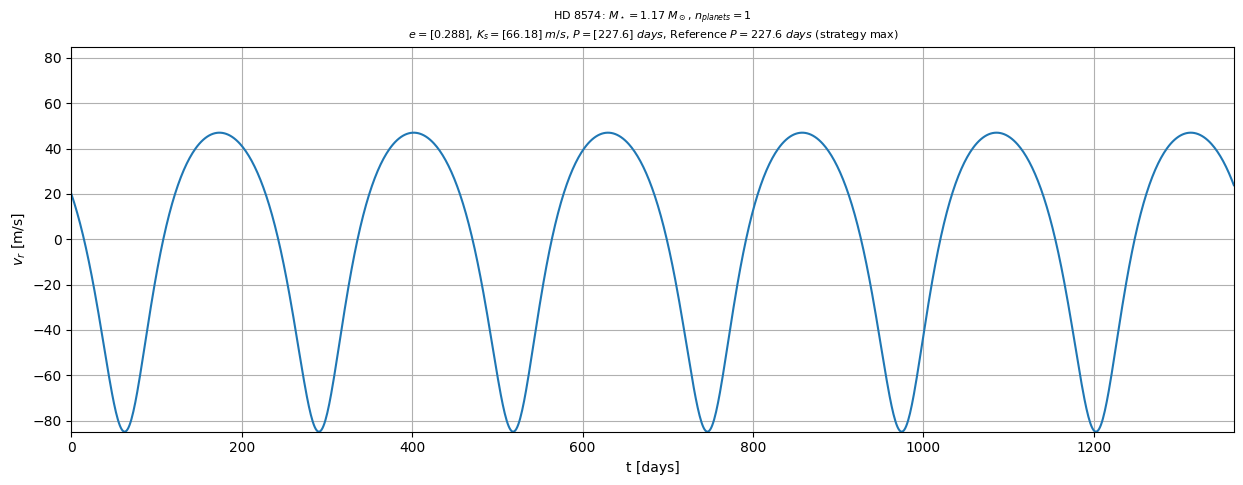 HD 8574: $M_\star = 1.17\ M_\odot$, $n_{planets} = 1$
$e = [0.288]$, $K_s = [66.18]\ m/s$, $P = [227.6]\ days$, Reference $P = 227.6\ days$ (strategy max)
80
60
40
20
0
−20
−40
−60
−80
$v_r$ [m/s]
0 200 400 600 800 1000 1200
t [days]